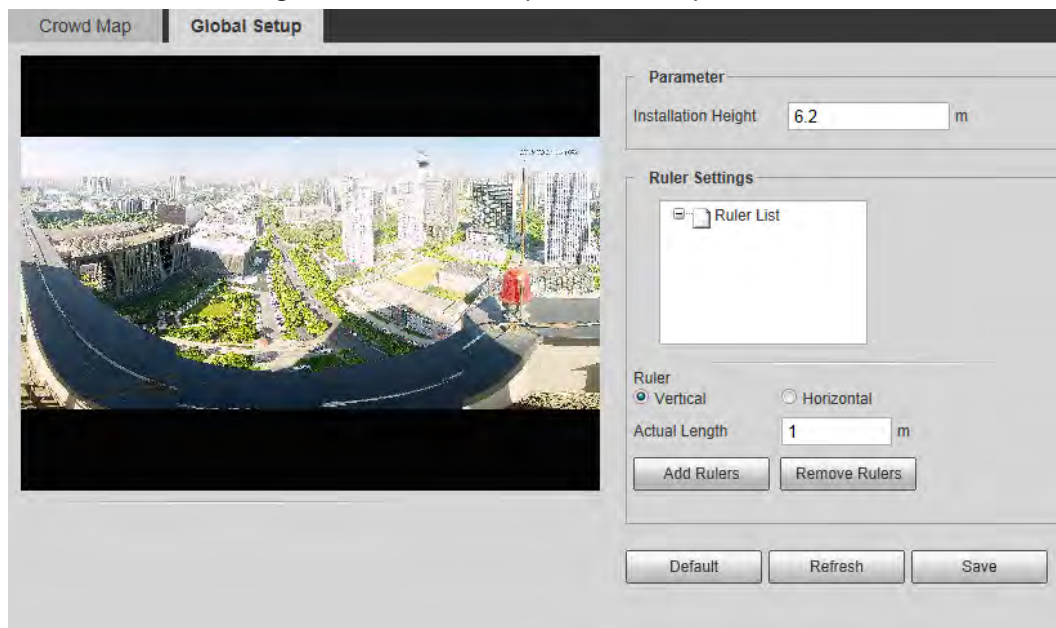 Crowd Map
Global Setup
Parameter
Installation Height 6.2 m
Ruler Settings
Ruler List
Ruler
Vertical Horizontal
Actual Length 1 m
Add Rulers Remove Rulers
Default Refresh Save